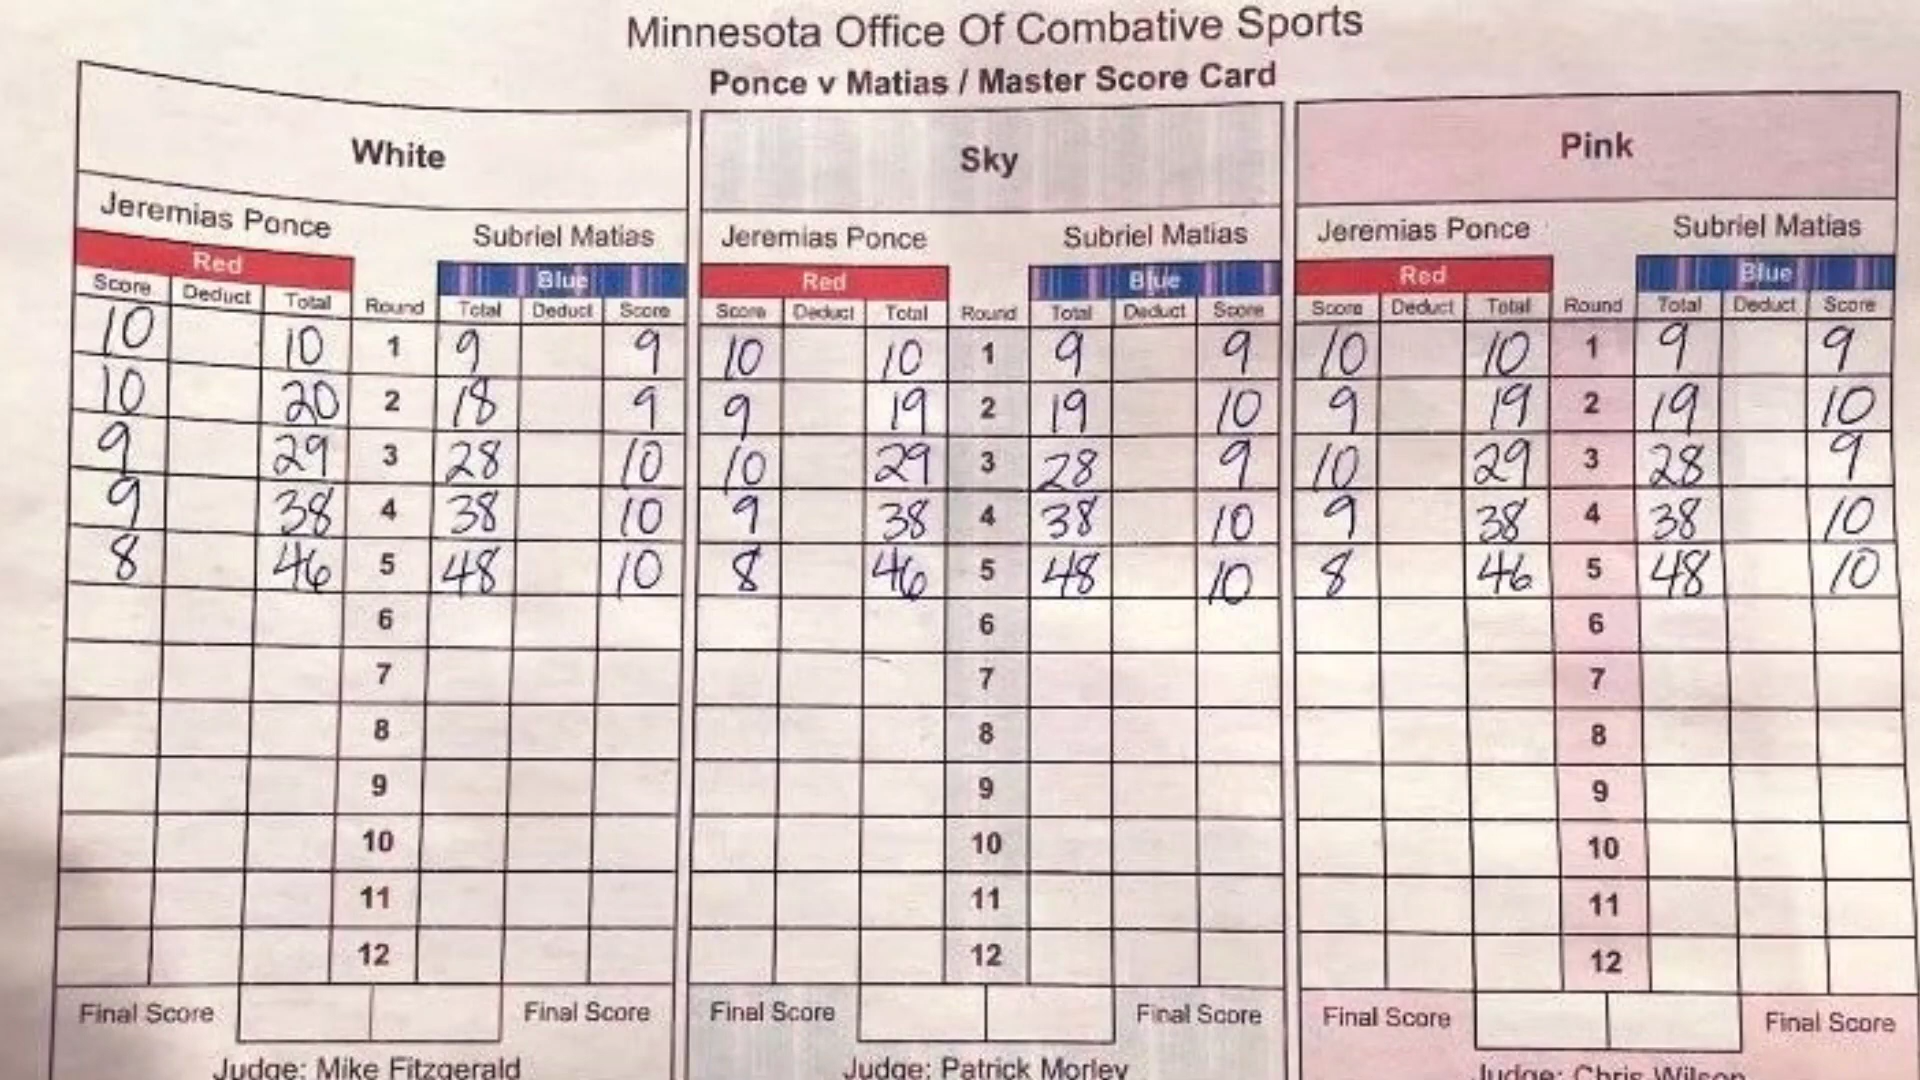 Minnesota Office Of Combative Sports
Ponce v Matias / Master Score Card
White Sky Pink
Jeremias Ponce Subriel Matias Jeremias Ponce Subriel Matias Jeremias Ponce Subriel Matias
Red Blue Red Blue Red Blue
Score Deduct Total Round Total Deduct Score Score Deduct Total Round Total Deduct Score Score Deduct Total Round Total Deduct Score
10 10 1 9 9 10 10 1 9 9 10 10 1 9 9
10 20 2 18 9 9 19 2 19 10 9 19 2 19 10
9 29 3 28 10 10 29 3 28 9 10 29 3 28 9
9 38 4 38 10 9 38 4 38 10 9 38 4 38 10
8 46 5 48 10 8 46 5 48 10 8 46 5 48 10
6 6 6
7 7 7
8 8 8
9 9 9
10 10 10
11 11 11
12 12 12
Final Score Final Score Final Score Final Score Final Score Final Score
Judge: Mike Fitzgerald Judge: Patrick Morley Judge: Chris Wilson